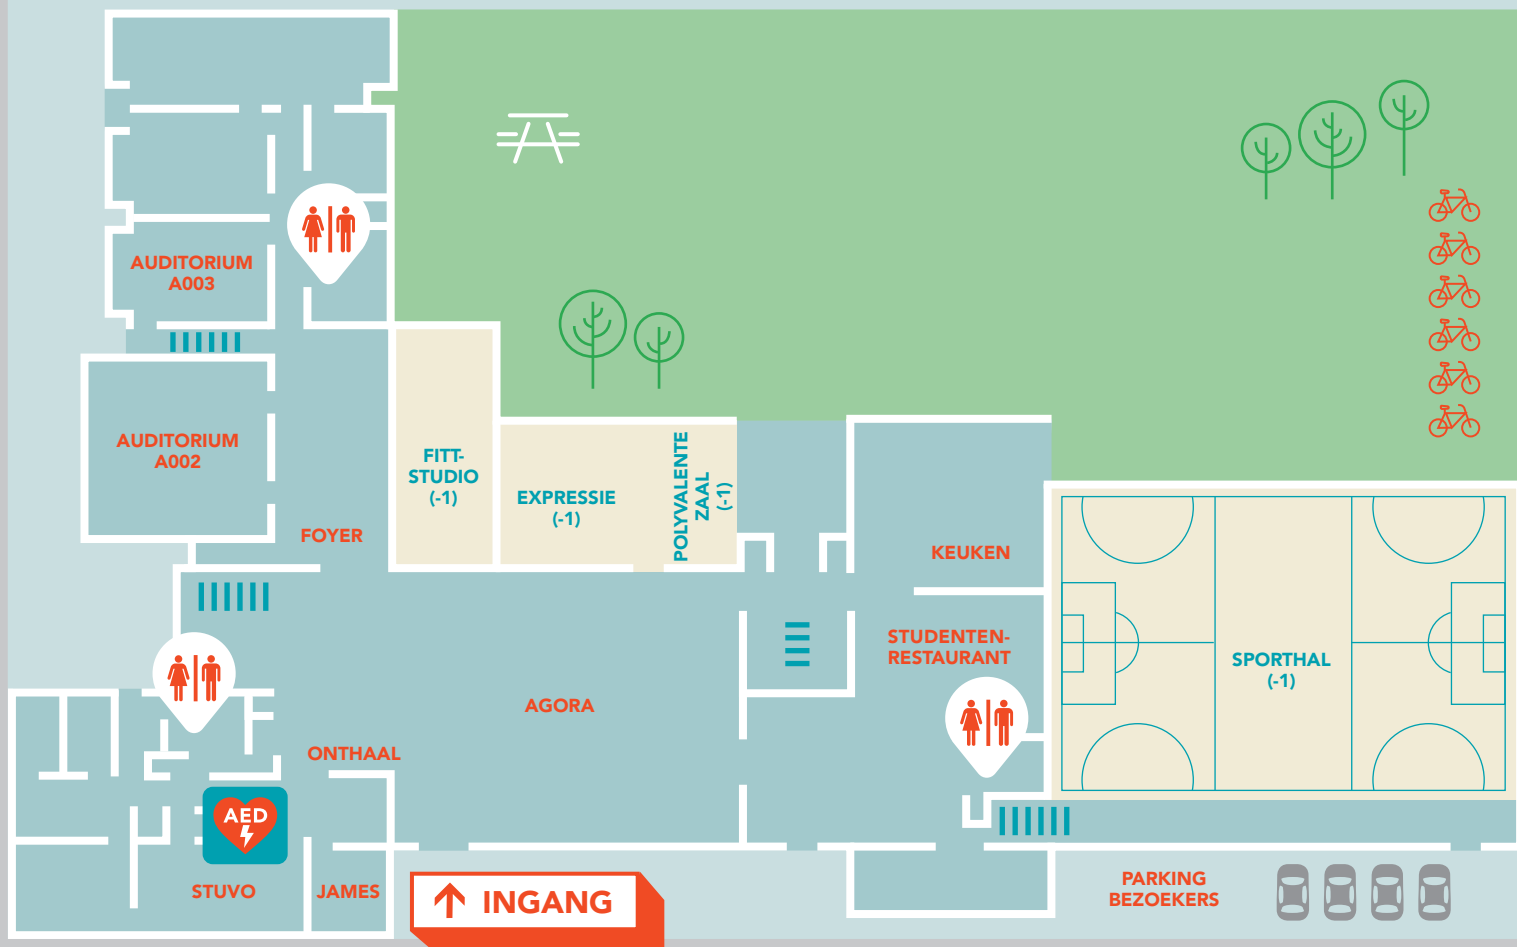 AUDITORIUM
A003
AUDITORIUM
A002
FITT-
STUDIO
(-1)
EXPRESSIE
(-1)
POLYVALENTE
ZAAL
(-1)
FOYER
KEUKEN
STUDENTEN-
RESTAURANT
SPORTHAL
(-1)
AGORA
ONTHAAL
AED
STUVO
JAMES
INGANG
PARKING
BEZOEKERS